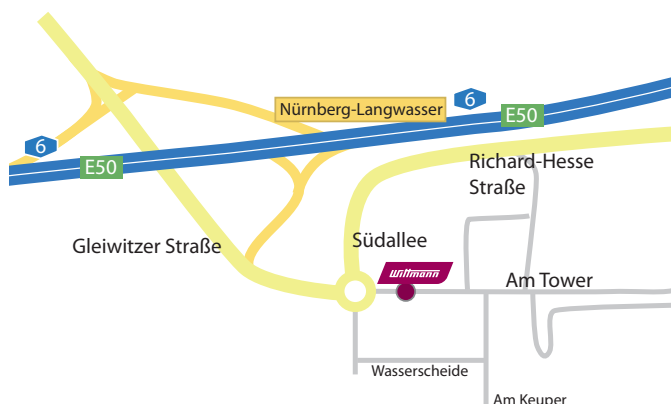 6
Nürnberg-Langwasser
E50
6
E50
Richard-Hesse
Straße
Gleiwitzer Straße
Südallee
Wittmann
Am Tower
Wasserscheide
Am Keuper